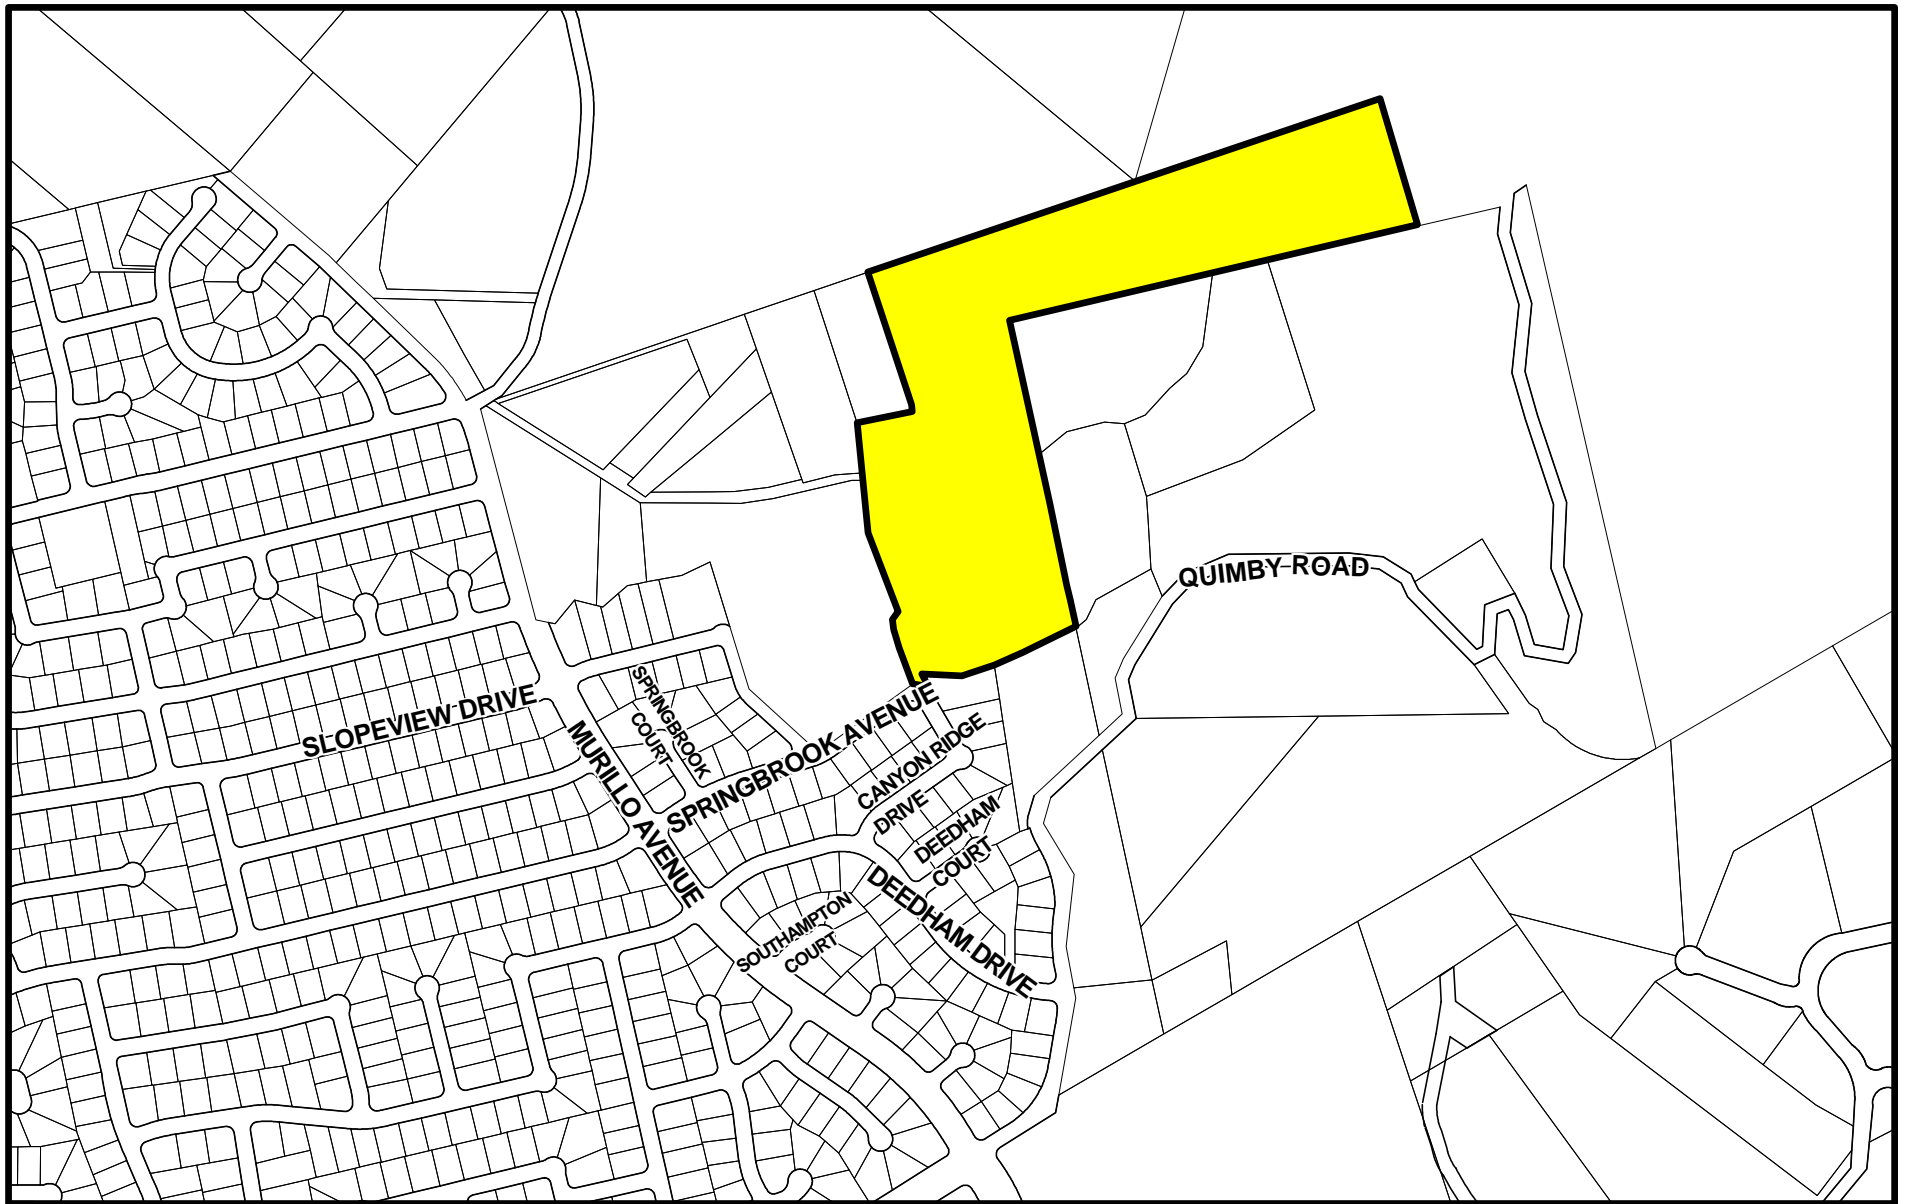 QUIMBY ROAD
SLOPEVIEW DRIVE
SPRINGBROOK
COURT
MURILLO AVENUE
SPRINGBROOK AVENUE
CANYON RIDGE
DRIVE
DEEDHAM
COURT
DEEDHAM DRIVE
SOUTHAMPTON
COURT